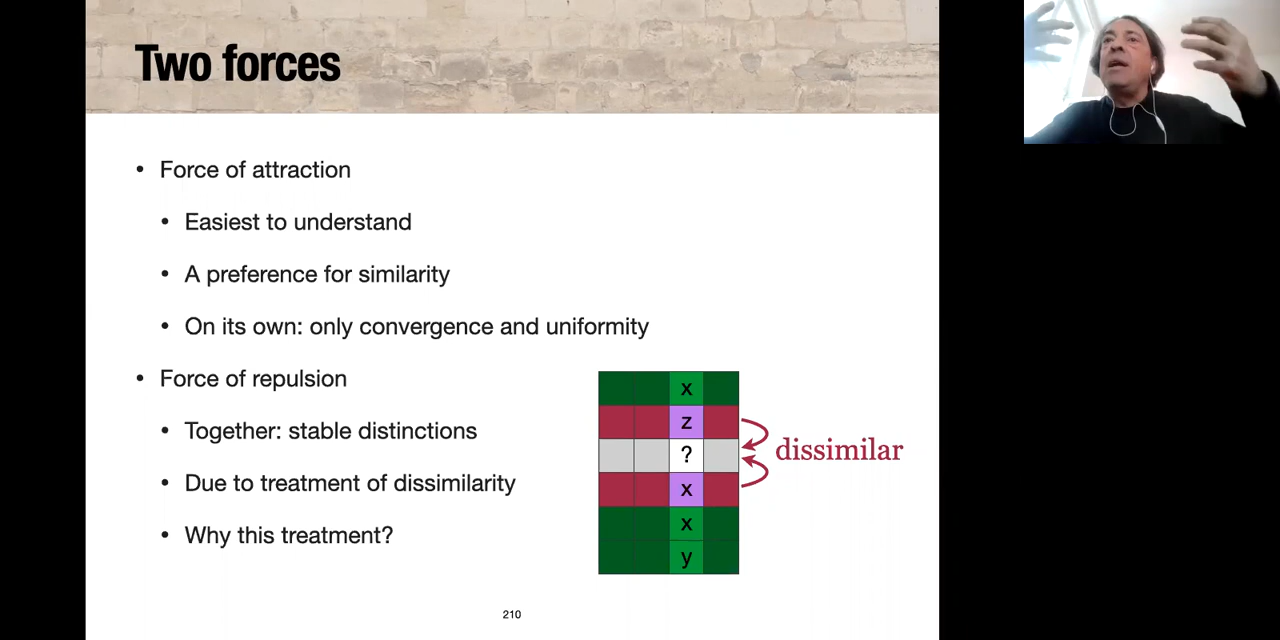 Two forces
• Force of attraction
• Easiest to understand
• A preference for similarity
• On its own: only convergence and uniformity
• Force of repulsion
• Together: stable distinctions
• Due to treatment of dissimilarity
• Why this treatment?
x
z
?
x
x
y
dissimilar
210